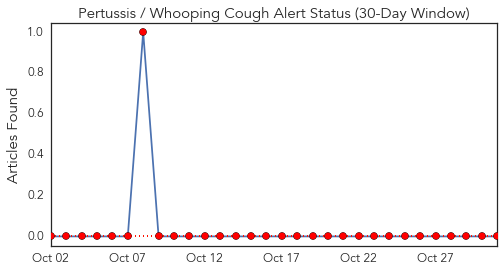 Pertussis / Whooping Cough Alert Status (30-Day Window)
Articles Found
1.0
0.8
0.6
0.4
0.2
0.0
Oct 02 Oct 07 Oct 12 Oct 17 Oct 22 Oct 27